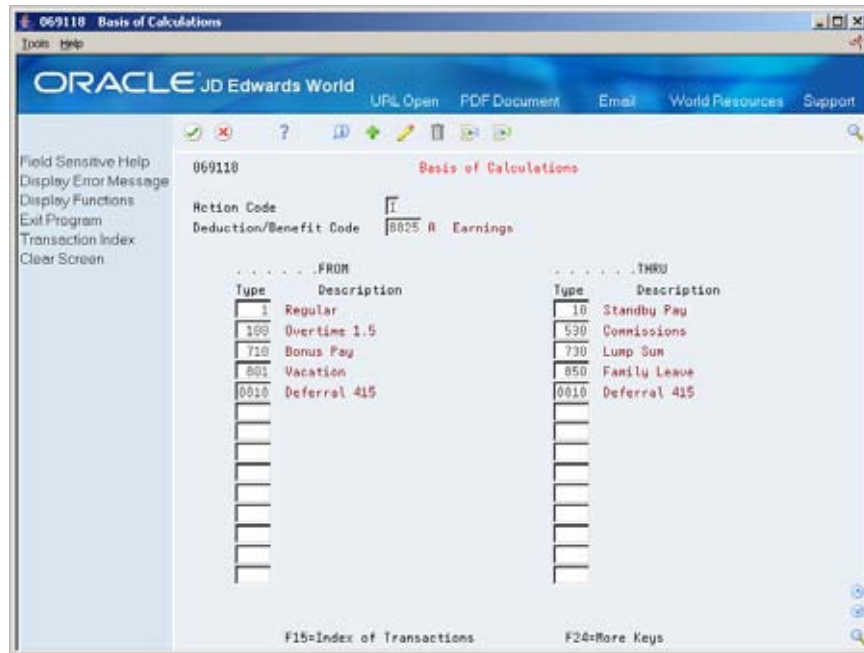 069118 Basis of Calculations
Tools Help
ORACLE JD Edwards World
URL Open PDF Document Email World Resources Support
Field Sensitive Help
Display Error Message
Display Functions
Exit Program
Transaction Index
Clear Screen
069118 Basis of Calculations
Action Code I
Deduction/Benefit Code 8825 A Earnings
. . . . . .FROM . . . . . .THRU
Type Description Type Description
1 Regular 10 Standby Pay
100 Overtime 1.5 530 Commissions
710 Bonus Pay 730 Lump Sum
801 Vacation 850 Family Leave
0010 Deferral 415 0010 Deferral 415
F15=Index of Transactions F24=More Keys